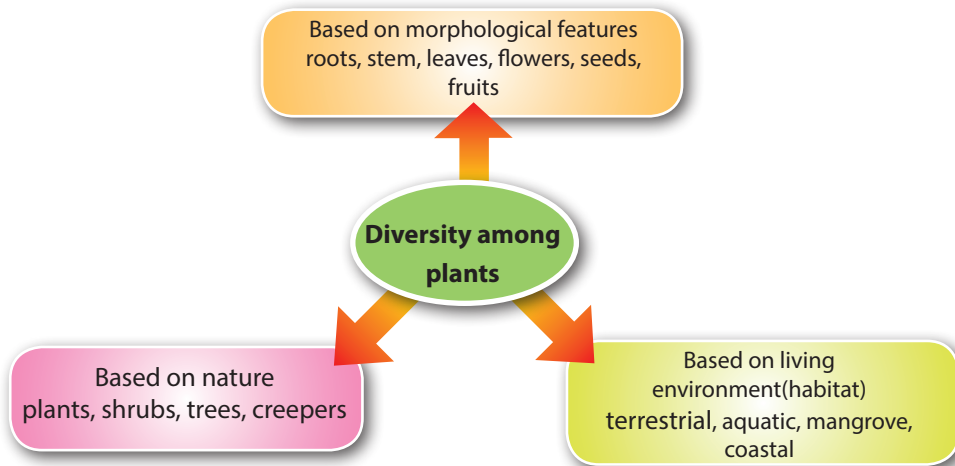 Based on morphological features
roots, stem, leaves, flowers, seeds,
fruits
Diversity among
plants
Based on nature
plants, shrubs, trees, creepers
Based on living
environment(habitat)
terrestrial, aquatic, mangrove,
coastal